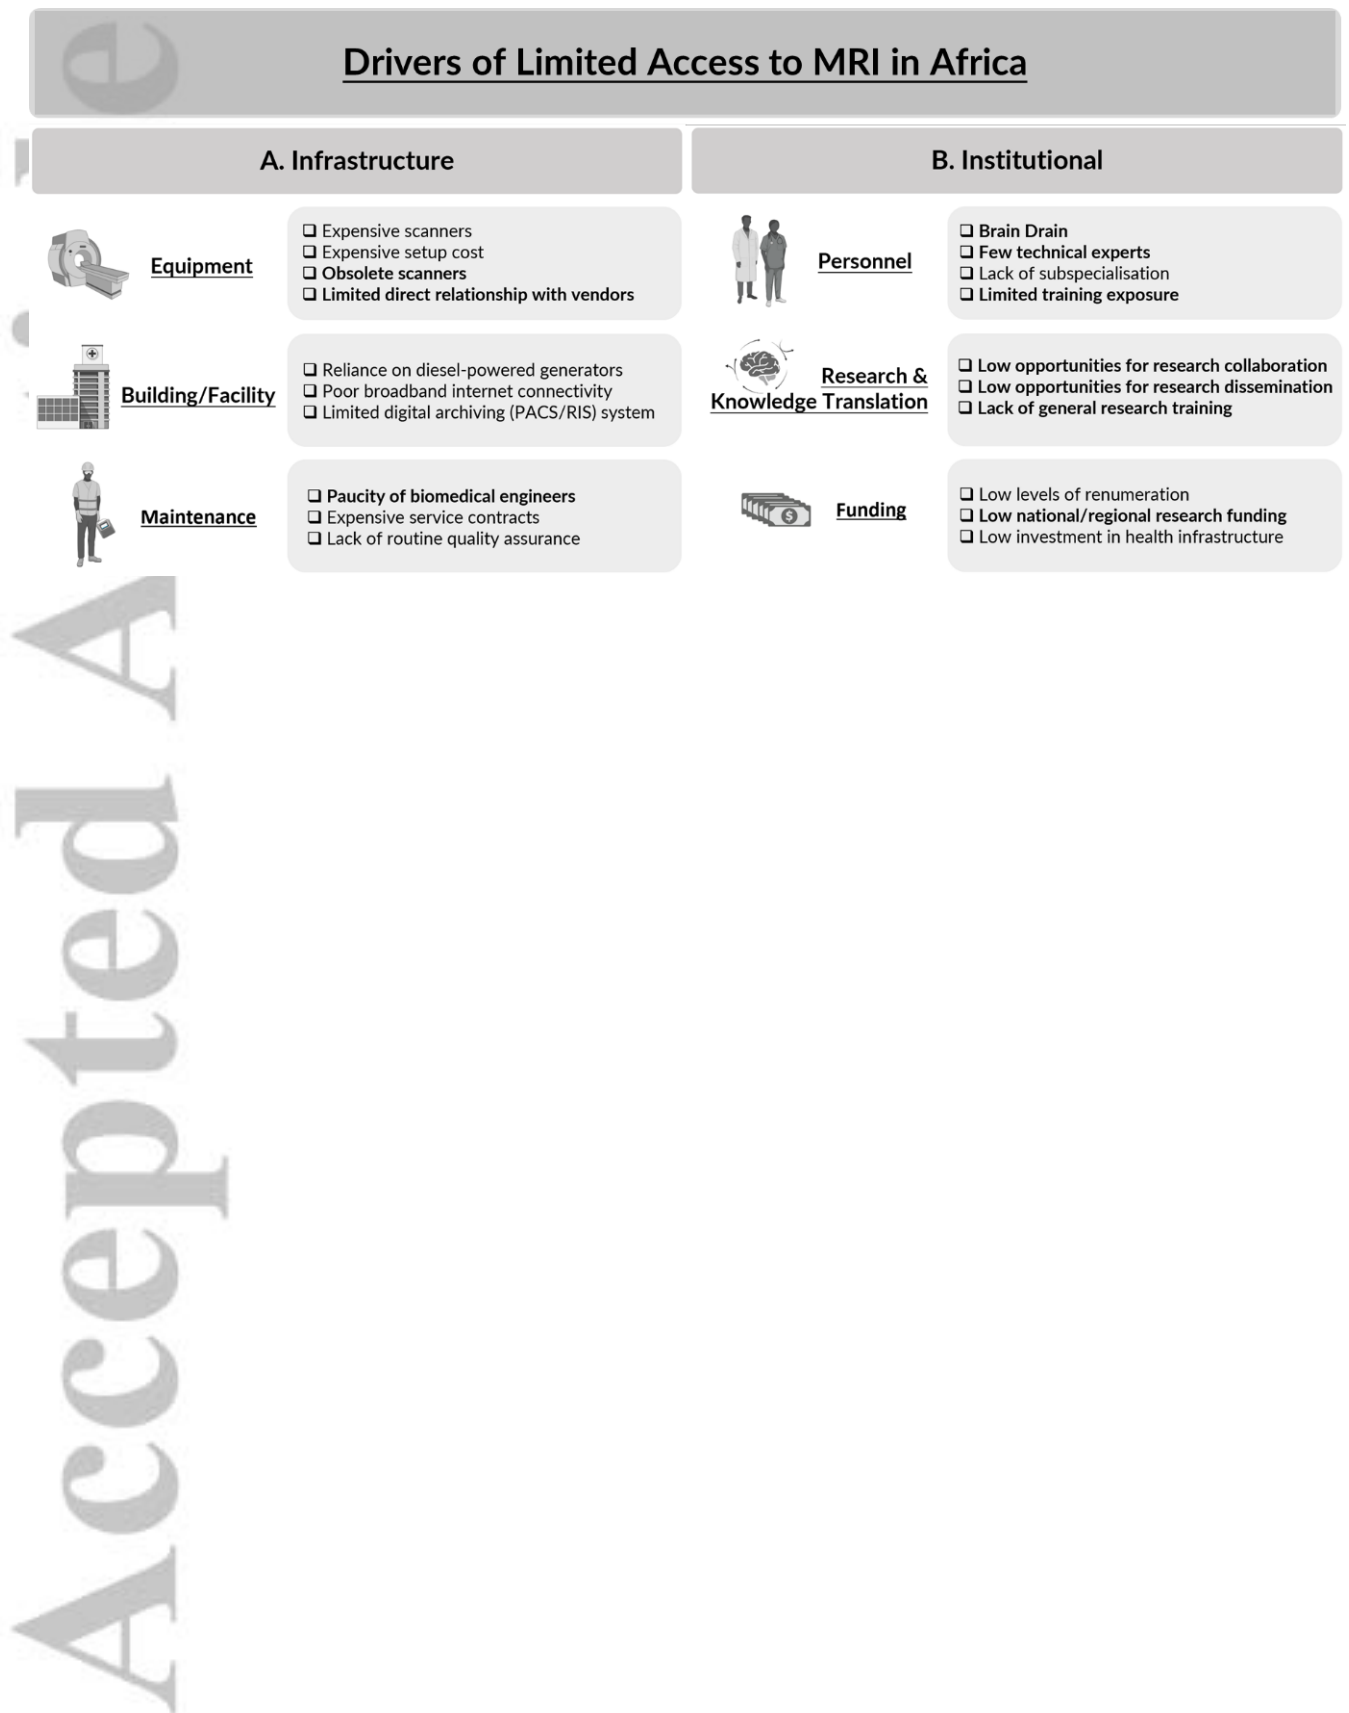 Drivers of Limited Access to MRI in Africa
A. Infrastructure
Equipment
❑ Expensive scanners
❑ Expensive setup cost
❑ Obsolete scanners
❑ Limited direct relationship with vendors
Building/Facility
❑ Reliance on diesel-powered generators
❑ Poor broadband internet connectivity
❑ Limited digital archiving (PACS/RIS) system
Maintenance
❑ Paucity of biomedical engineers
❑ Expensive service contracts
❑ Lack of routine quality assurance
B. Institutional
Personnel
❑ Brain Drain
❑ Few technical experts
❑ Lack of subspecialisation
❑ Limited training exposure
Research &
Knowledge Translation
❑ Low opportunities for research collaboration
❑ Low opportunities for research dissemination
❑ Lack of general research training
Funding
❑ Low levels of renumeration
❑ Low national/regional research funding
❑ Low investment in health infrastructure
Accepted A